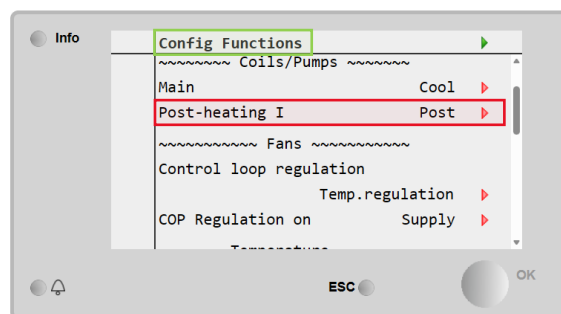 Info
Config Functions
~~~~~~~~ Coils/Pumps ~~~~~~~
Main Cool
Post-heating I Post
~~~~~~~~~~~ Fans ~~~~~~~~~~~
Control loop regulation
Temp.regulation
COP Regulation on Supply
Temperature
ESC
OK